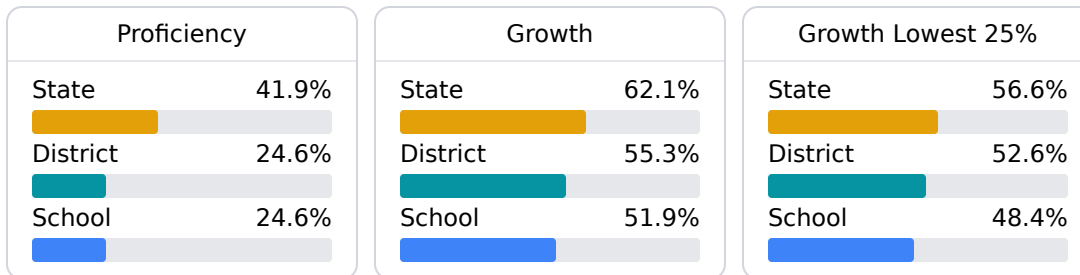 Proficiency
State 41.9%
District 24.6%
School 24.6%
Growth
State 62.1%
District 55.3%
School 51.9%
Growth Lowest 25%
State 56.6%
District 52.6%
School 48.4%